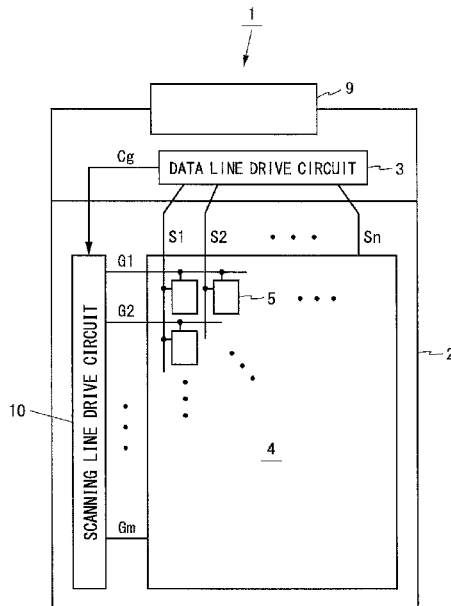 1
9
Cg
DATA LINE DRIVE CIRCUIT
3
S1
S2
Sn
G1
5
G2
2
10
SCANNING LINE DRIVE CIRCUIT
4
Gm